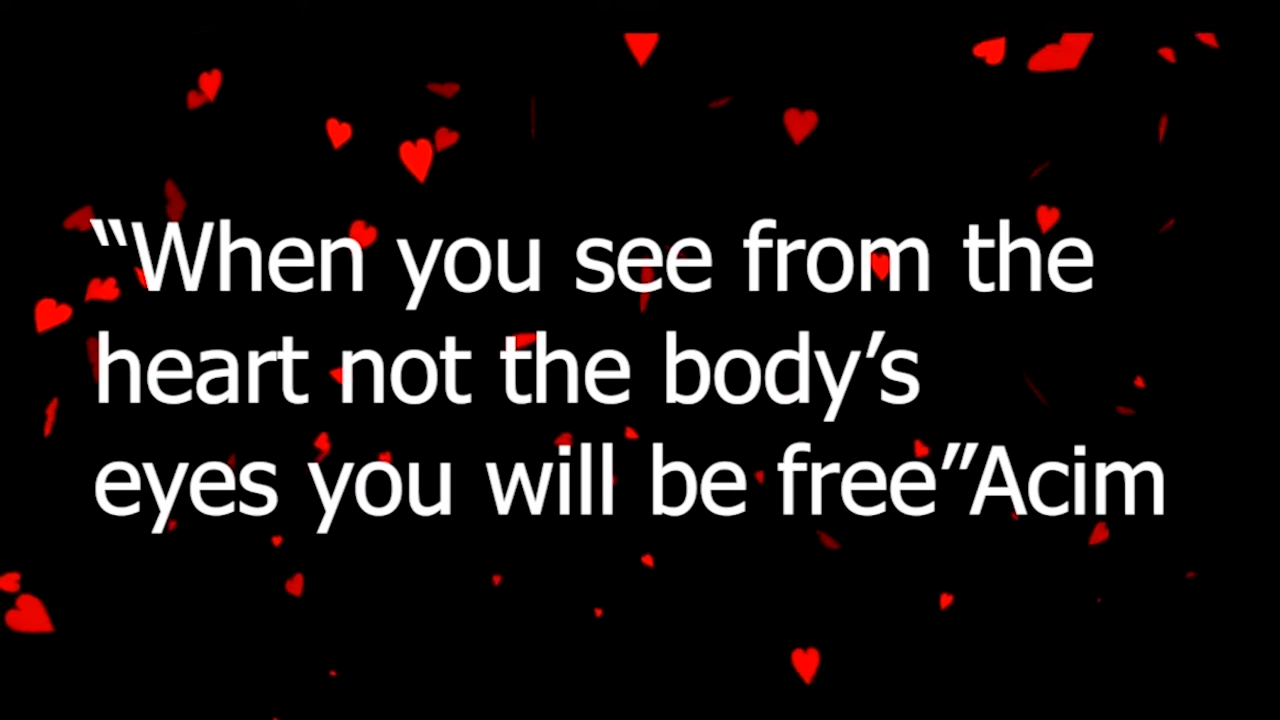 “When you see from the
heart not the body’s
eyes you will be free”Acim